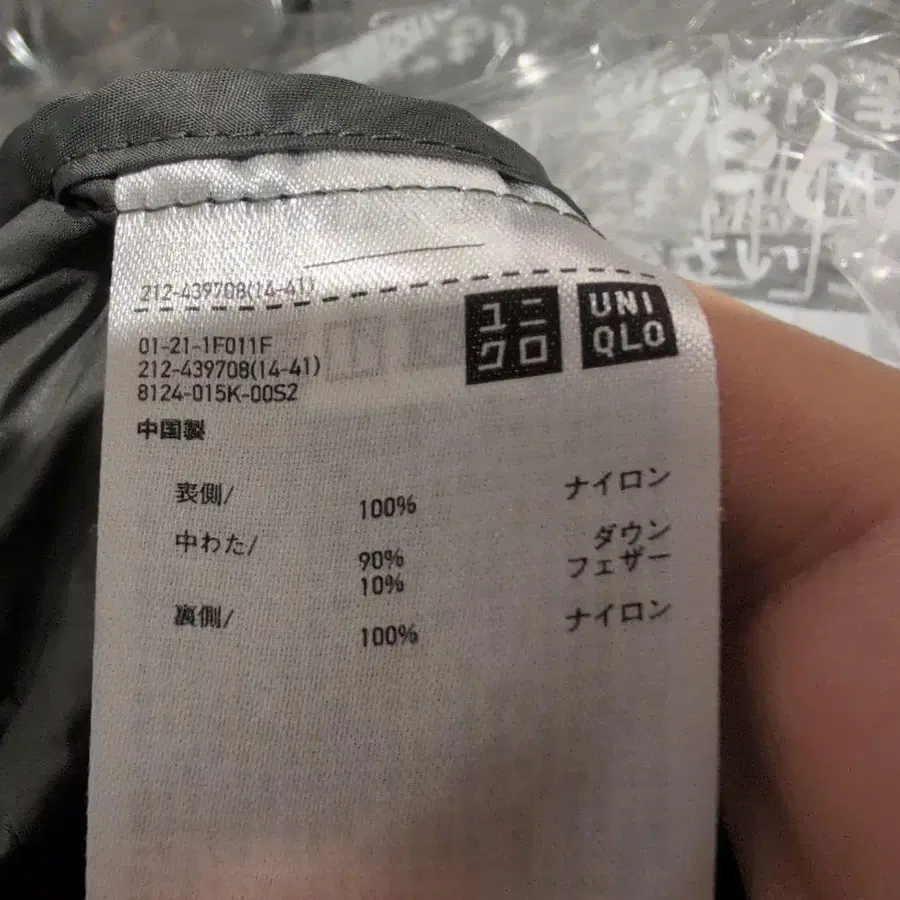 212-439708(14-41)
ユニ
クロ
UNI
QLO
01-21-1F011F
212-439708(14-41)
8124-015K-00S2
中国製
表側/ 100% ナイロン
中わた/ 90% ダウン
10% フェザー
裏側/ 100% ナイロン